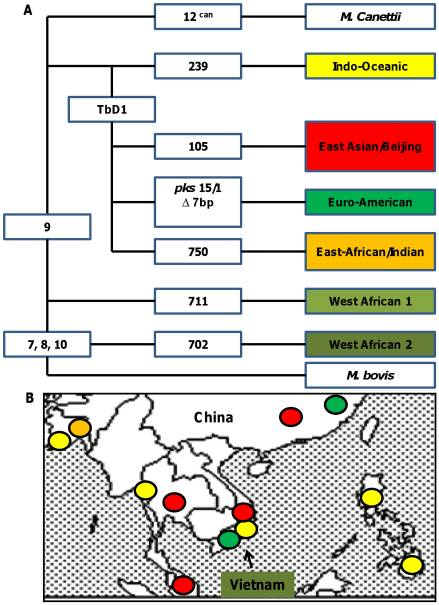 A
12 can
M. Canettii
239
Indo-Oceanic
TbD1
105
East Asian/Beijing
pks 15/1
Δ 7bp
Euro-American
9
750
East-African/Indian
711
West African 1
7, 8, 10
702
West African 2
M. bovis
B
China
Vietnam